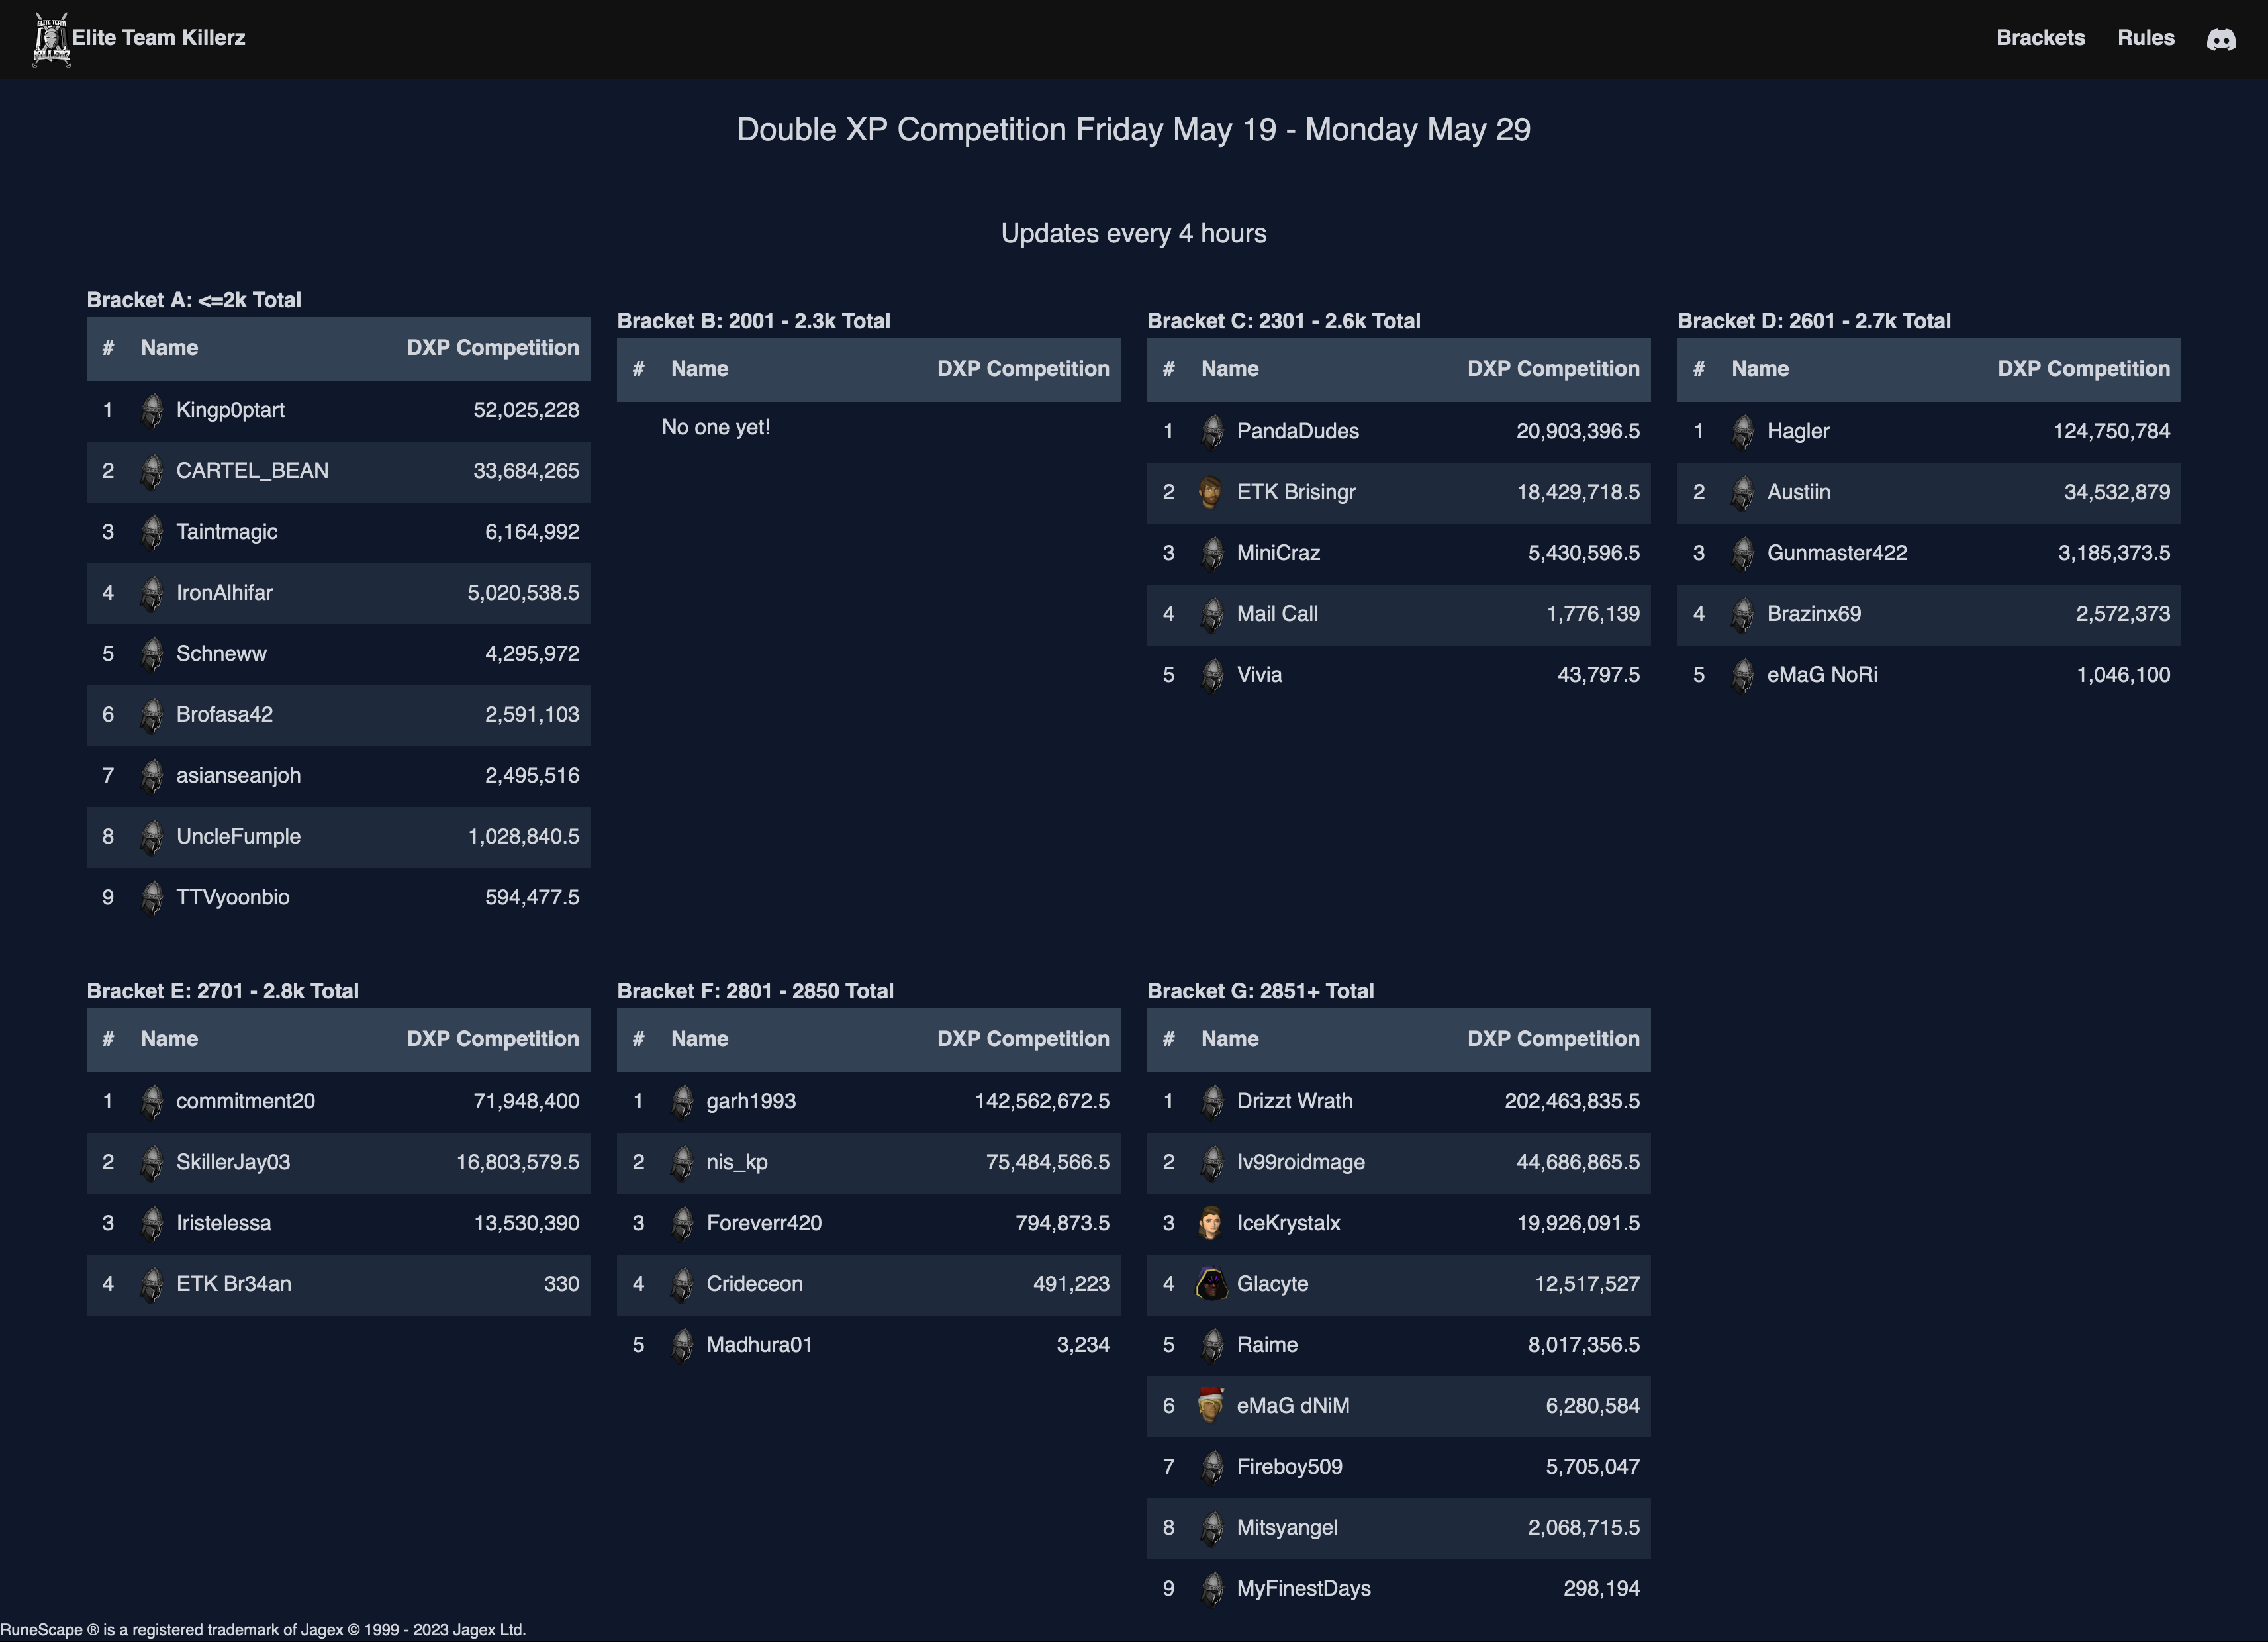 Elite Team Killerz
Brackets Rules
Double XP Competition Friday May 19 - Monday May 29
Updates every 4 hours
Bracket A: <=2k Total
# Name DXP Competition
1 Kingp0ptart 52,025,228
2 CARTEL_BEAN 33,684,265
3 Taintmagic 6,164,992
4 IronAlhifar 5,020,538.5
5 Schneww 4,295,972
6 Brofasa42 2,591,103
7 asianseanjoh 2,495,516
8 UncleFumple 1,028,840.5
9 TTVyoonbio 594,477.5
Bracket B: 2001 - 2.3k Total
# Name DXP Competition
No one yet!
Bracket C: 2301 - 2.6k Total
# Name DXP Competition
1 PandaDudes 20,903,396.5
2 ETK Brisingr 18,429,718.5
3 MiniCraz 5,430,596.5
4 Mail Call 1,776,139
5 Vivia 43,797.5
Bracket D: 2601 - 2.7k Total
# Name DXP Competition
1 Hagler 124,750,784
2 Austiin 34,532,879
3 Gunmaster422 3,185,373.5
4 Brazinx69 2,572,373
5 eMaG NoRi 1,046,100
Bracket E: 2701 - 2.8k Total
# Name DXP Competition
1 commitment20 71,948,400
2 SkillerJay03 16,803,579.5
3 Iristelessa 13,530,390
4 ETK Br34an 330
Bracket F: 2801 - 2850 Total
# Name DXP Competition
1 garh1993 142,562,672.5
2 nis_kp 75,484,566.5
3 Foreverr420 794,873.5
4 Crideceon 491,223
5 Madhura01 3,234
Bracket G: 2851+ Total
# Name DXP Competition
1 Drizzt Wrath 202,463,835.5
2 lv99roidmage 44,686,865.5
3 IceKrystalx 19,926,091.5
4 Glacyte 12,517,527
5 Raime 8,017,356.5
6 eMaG dNiM 6,280,584
7 Fireboy509 5,705,047
8 Mitsyangel 2,068,715.5
9 MyFinestDays 298,194
RuneScape ® is a registered trademark of Jagex © 1999 - 2023 Jagex Ltd.